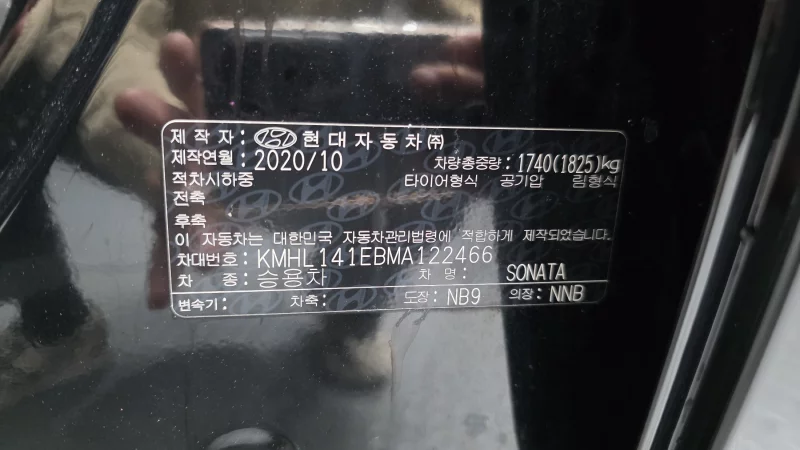 제 작 자 : 현 대 자 동 차 ㈜
제작연월 : 2020/10 차량총중량 : 1740(1825)kg
적차시하중 타이어형식 공기압 림형식
전축
후축
이 자동차는 대한민국 자동차관리법령에 적합하게 제작되었습니다.
차대번호 : KMHL141EBMA122466
차 종 : 승용차 차 명 : SONATA
변속기 : 차축 : 도장 : NB9 의장 : NNB